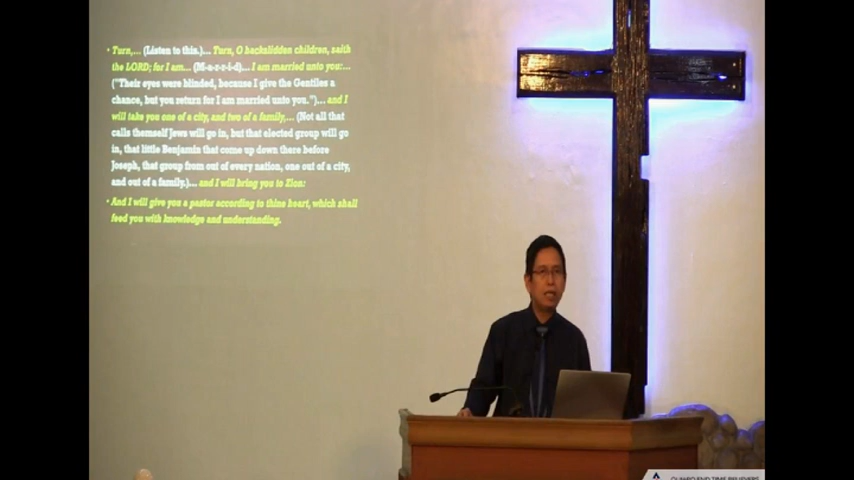 • Turn,... (Listen to this.)... Turn, O backslidden children, saith
the LORD; for I am... (M-a-r-r-i-d)... I am married unto you:...
("Their eyes were blinded, because I give the Gentiles a
chance, but you return for I am married unto you.")... and I
will take you one of a city, and two of a family,... (Not all that
calls themself Jews will go in, but that elected group will go
in, that little Benjamin that come up down there before
Joseph, that group from out of every nation, one out of a city,
and out of a family.)... and I will bring you to Zion:
• And I will give you a pastor according to thine heart, which shall
feed you with knowledge and understanding.
END TIME BELIEVERS